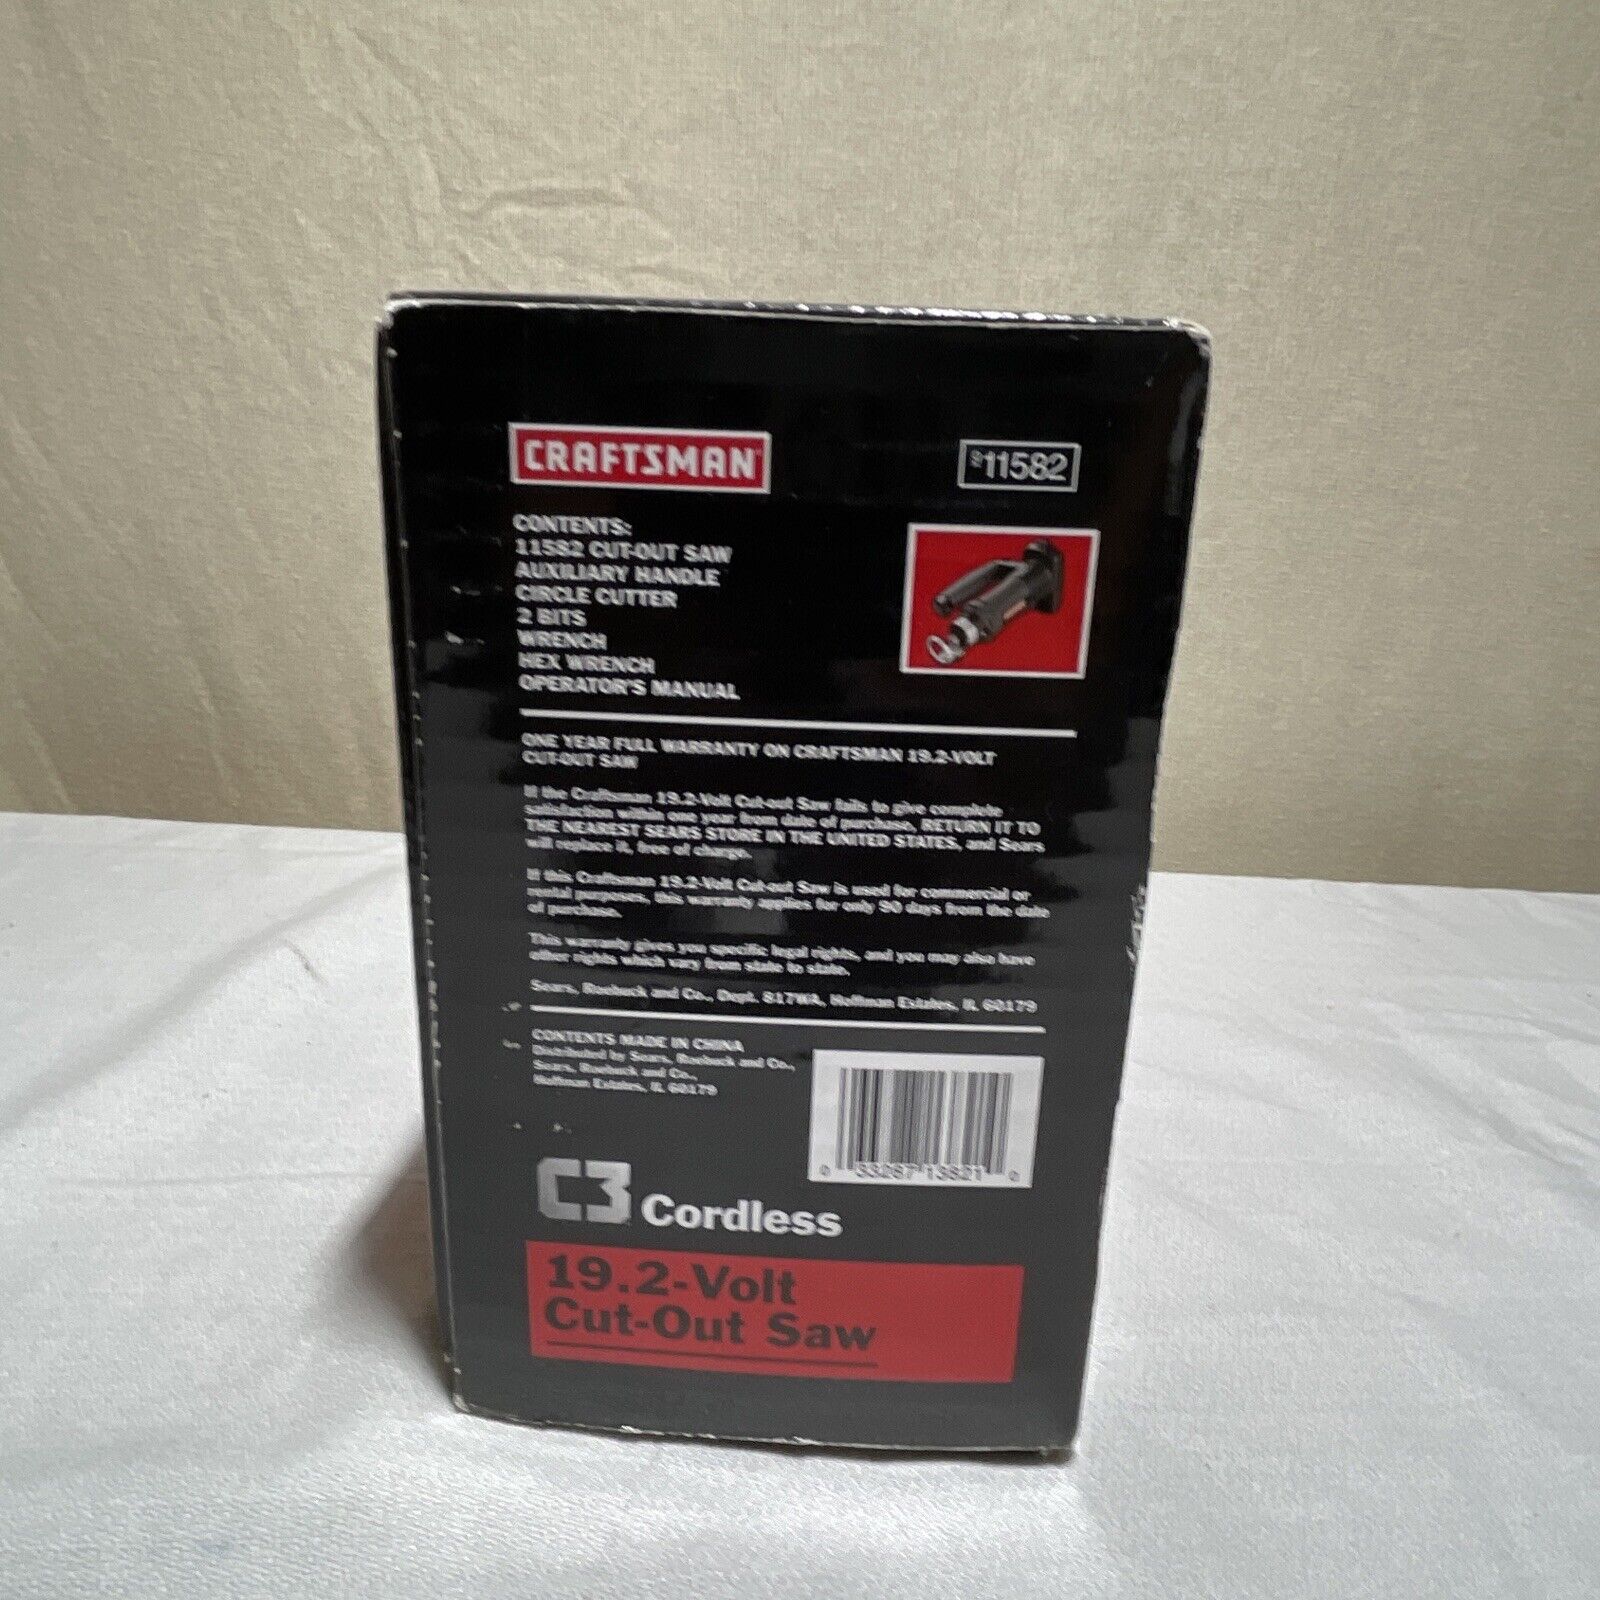 CRAFTSMAN
911582
CONTENTS:
11582 CUT-OUT SAW
AUXILIARY HANDLE
CIRCLE CUTTER
2 BITS
WRENCH
HEX WRENCH
OPERATOR'S MANUAL
ONE YEAR FULL WARRANTY ON CRAFTSMAN 19.2-VOLT
CUT-OUT SAW
If the Craftsman 19.2-Volt Cut-out Saw fails to give complete
satisfaction within one year from date of purchase, RETURN IT TO
THE NEAREST SEARS STORE IN THE UNITED STATES, and Sears
will replace it, free of charge.
If this Craftsman 19.2-Volt Cut-out Saw is used for commercial or
rental purposes, this warranty applies for only 90 days from the date
of purchase.
This warranty gives you specific legal rights, and you may also have
other rights which vary from state to state.
Sears, Roebuck and Co., Dept. 817WA, Hoffman Estates, IL 60179
CONTENTS MADE IN CHINA
Distributed by Sears, Roebuck and Co.,
Sears, Roebuck and Co.,
Hoffman Estates, IL 60179
0 33287 13821 0
C3 Cordless
19.2-Volt
Cut-Out Saw